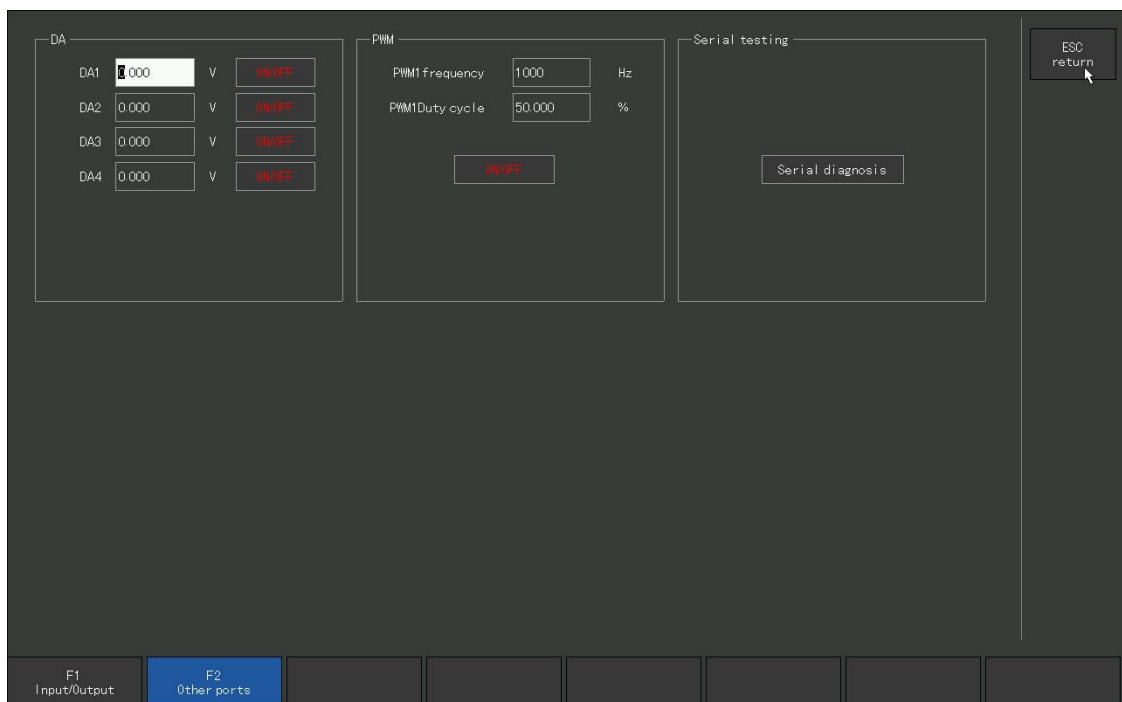 DA
DA1 0.000 V ON/OFF
DA2 0.000 V ON/OFF
DA3 0.000 V ON/OFF
DA4 0.000 V ON/OFF
PWM
PWM1 frequency 1000 Hz
PWM1Duty cycle 50.000 %
ON/OFF
Serial testing
Serial diagnosis
ESC
return
F1
Input/Output
F2
Other ports